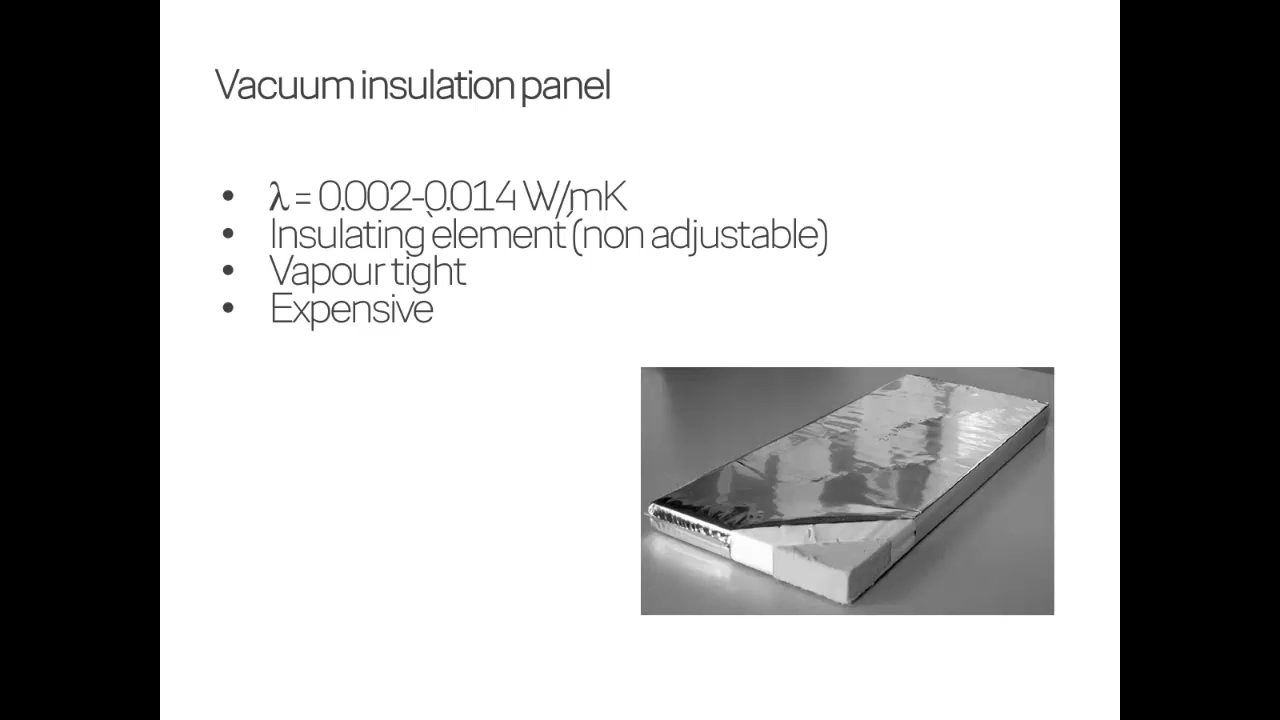 Vacuum insulation panel
• λ = 0.002-0.014 W/mK
• Insulating element (non adjustable)
• Vapour tight
• Expensive